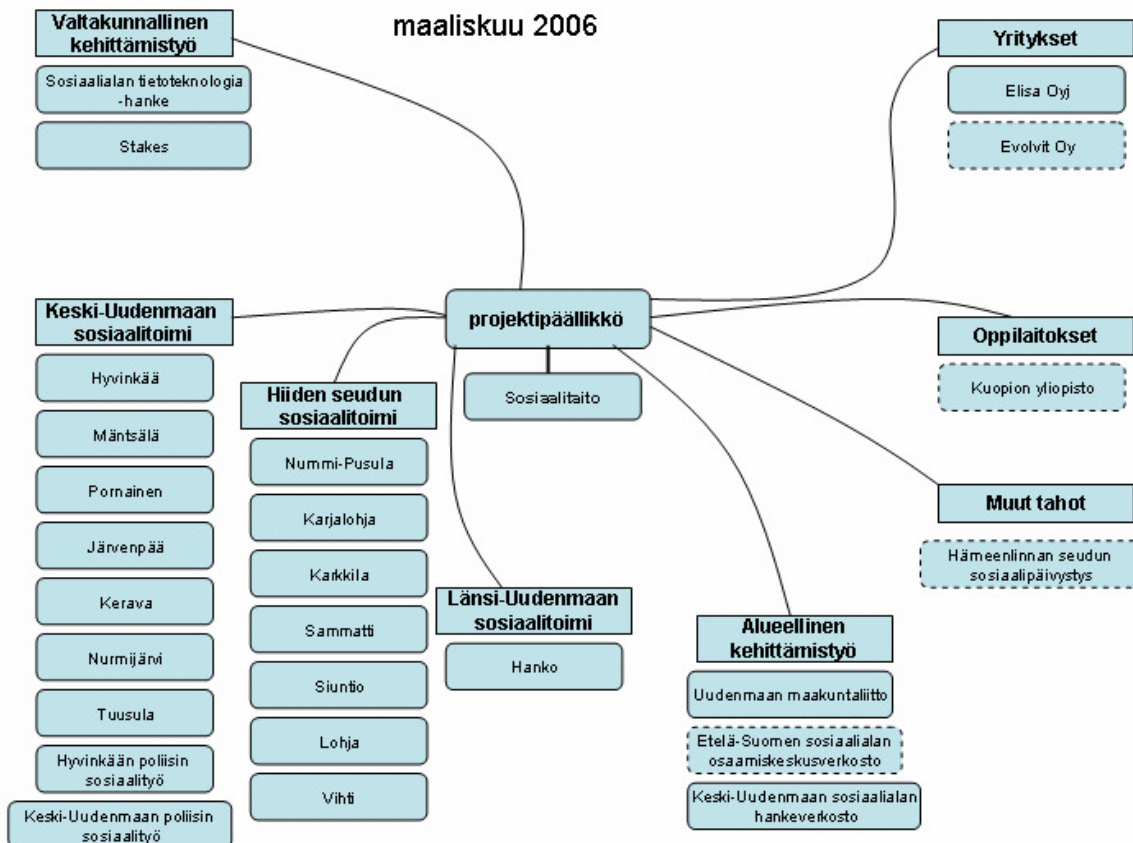 maaliskuu 2006
Valtakunnallinen
kehittämistyö
Sosiaalialan tietoteknologia
-hanke
Stakes
Yritykset
Elisa Oyj
Evolvit Oy
projektipäällikkö
Sosiaalitaito
Keski-Uudenmaan
sosiaalitoimi
Hyvinkää
Mäntsälä
Pornainen
Järvenpää
Kerava
Nurmijärvi
Tuusula
Hyvinkään poliisin
sosiaalityö
Keski-Uudenmaan poliisin
sosiaalityö
Hiiden seudun
sosiaalitoimi
Nummi-Pusula
Karjalohja
Karkkila
Sammatti
Siuntio
Lohja
Vihti
Länsi-Uudenmaan
sosiaalitoimi
Hanko
Alueellinen
kehittämistyö
Uudenmaan maakuntaliitto
Etelä-Suomen sosiaalialan
osaamiskeskusverkosto
Keski-Uudenmaan sosiaalialan
hankeverkosto
Oppilaitokset
Kuopion yliopisto
Muut tahot
Hämeenlinnan seudun
sosiaalipäivystys